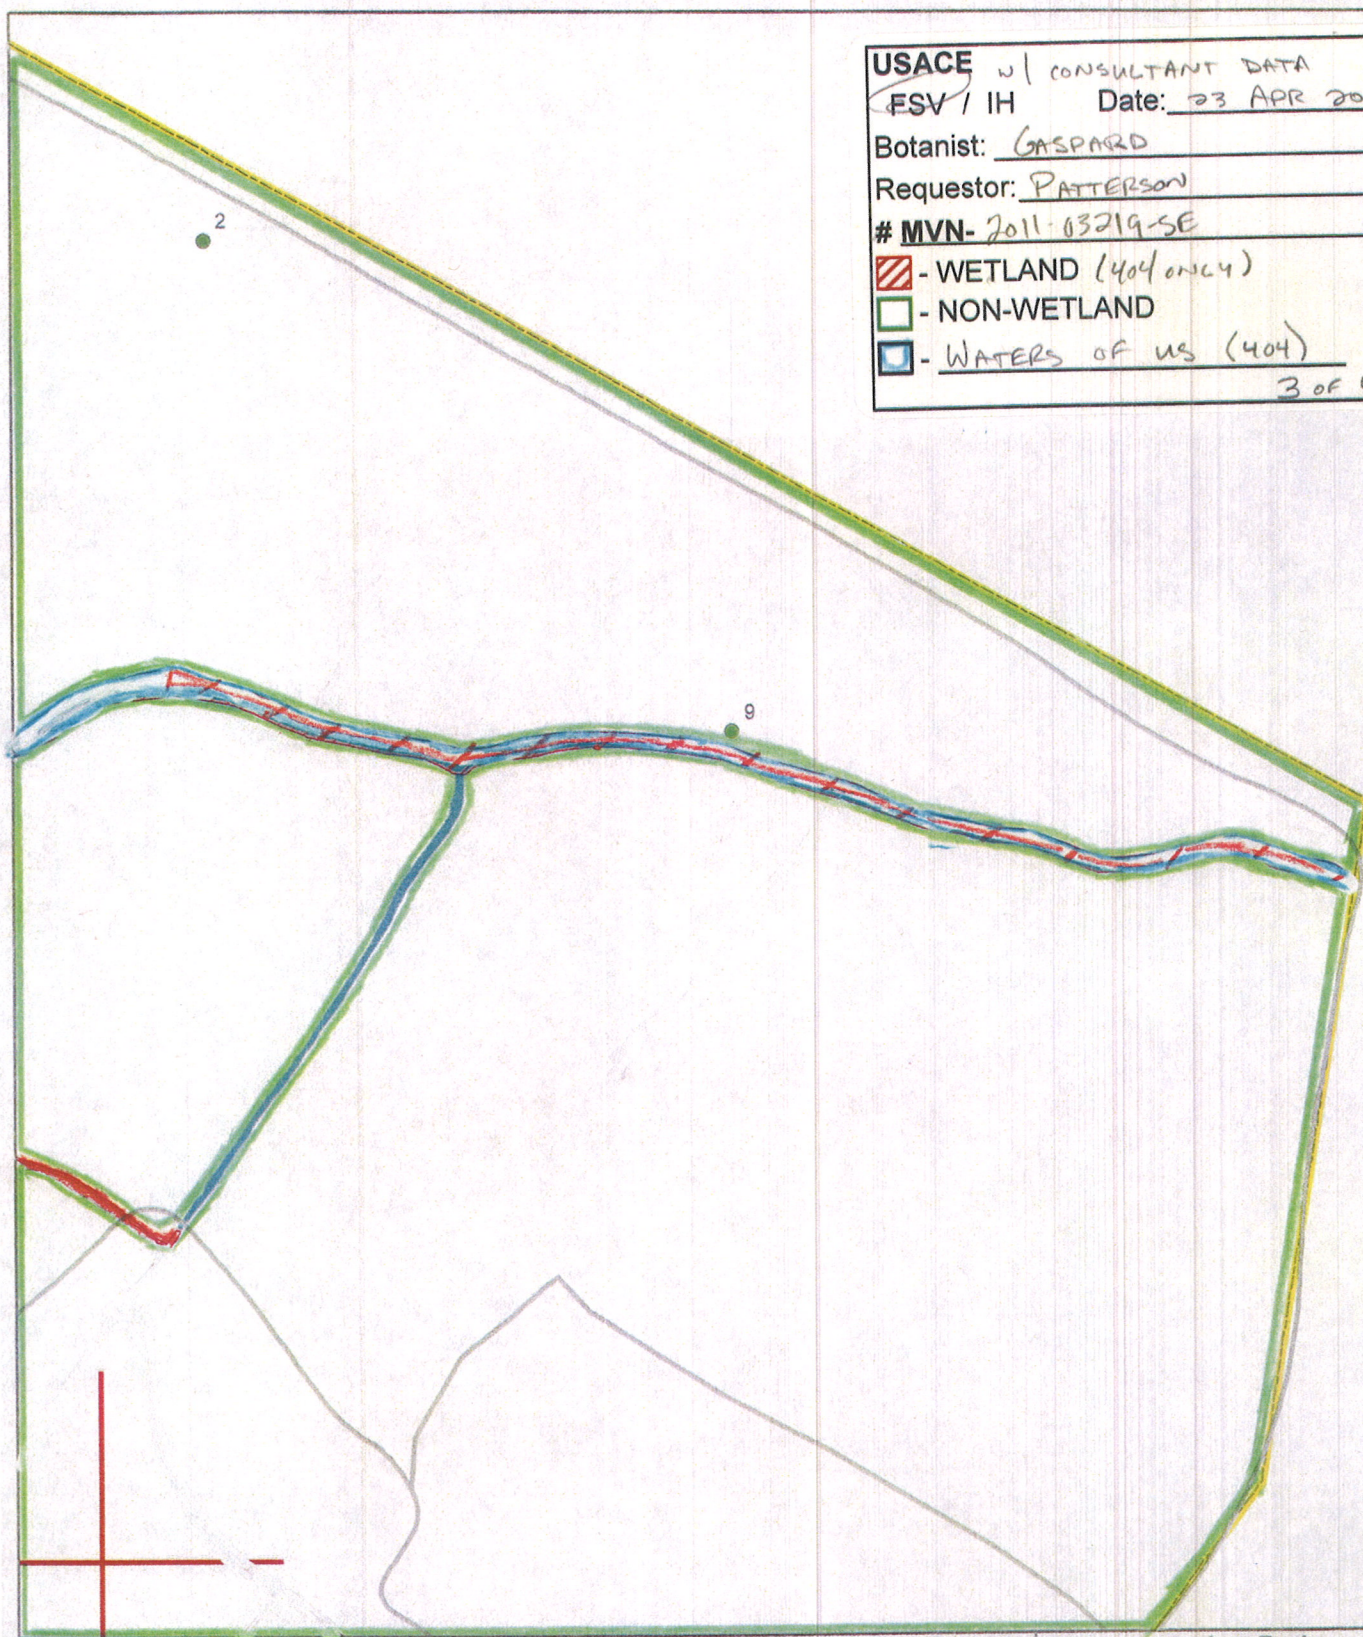 USACE w/ CONSULTANT DATA
FSV / IH Date: 23 APR 20
Botanist: GASPARD
Requestor: PATTERSON
# MVN- 2011-03219-SE
- WETLAND (404 ONLY)
- NON-WETLAND
- WATERS OF US (404)
3 OF
2
9